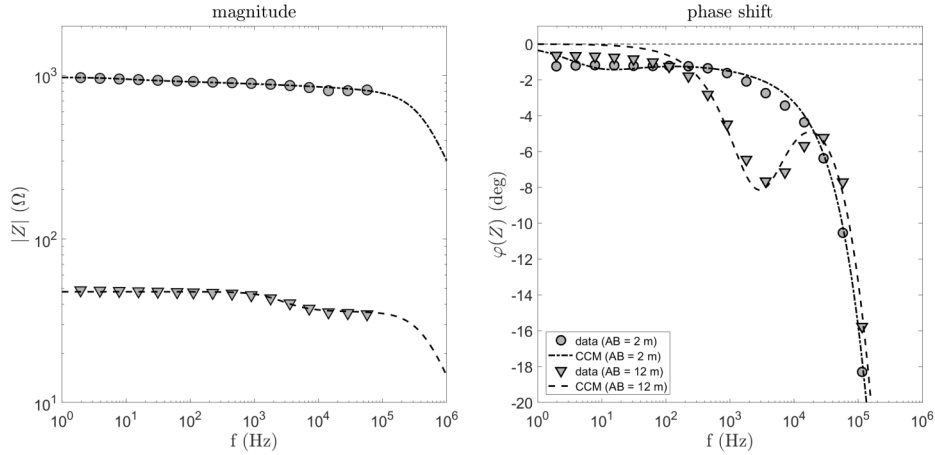 magnitude
10³
10²
10¹
10⁰ 10¹ 10² 10³ 10⁴ 10⁵ 10⁶
f (Hz)
|Z| (Ω)
phase shift
0
-2
-4
-6
-8
-10
-12
-14
-16
-18
-20
10⁰ 10¹ 10² 10³ 10⁴ 10⁵ 10⁶
f (Hz)
φ(Z) (deg)
data (AB = 2 m)
CCM (AB = 2 m)
data (AB = 12 m)
CCM (AB = 12 m)